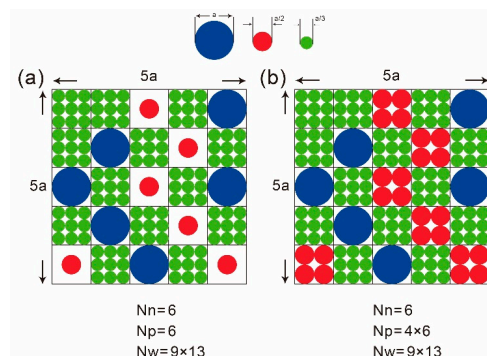 a a/2 a/3
(a) 5a (b) 5a
5a 5a
Nn=6 Nn=6
Np=6 Np=4×6
Nw=9×13 Nw=9×13